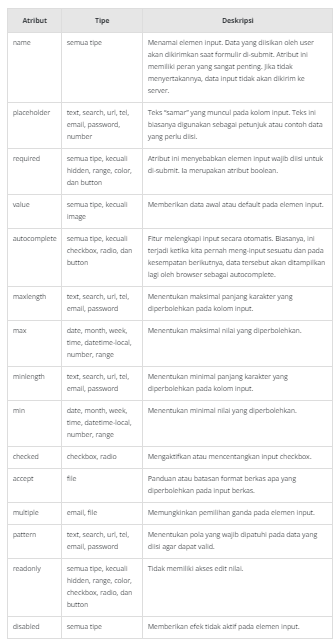 Atribut Tipe Deskripsi
name semua tipe Menamai elemen input. Data yang diisikan oleh user
akan dikirimkan saat formulir di-submit. Atribut ini
memiliki peran yang sangat penting. Jika tidak
menyertakannya, data input tidak akan dikirim ke
server.
placeholder text, search, url, tel, Teks "samar" yang muncul pada kolom input. Teks ini
email, password, biasanya digunakan sebagai petunjuk atau contoh data
number yang perlu diisi.
required semua tipe, kecuali Atribut ini menyebabkan elemen input wajib diisi untuk
hidden, range, color, di-submit. Ia merupakan atribut boolean.
dan button
value semua tipe, kecuali Memberikan data awal atau default pada elemen input.
image
autocomplete semua tipe, kecuali Fitur melengkapi input secara otomatis. Biasanya, ini
checkbox, radio, dan terjadi ketika kita pernah meng-input sesuatu dan pada
button kesempatan berikutnya, data tersebut akan ditampilkan
lagi oleh browser sebagai autocomplete.
maxlength text, search, url, tel, Menentukan maksimal panjang karakter yang
email, password diperbolehkan pada kolom input.
max date, month, week, Menentukan maksimal nilai yang diperbolehkan.
time, datetime-local,
number, range
minlength text, search, url, tel, Menentukan minimal panjang karakter yang
email, password diperbolehkan pada kolom input.
min date, month, week, Menentukan minimal nilai yang diperbolehkan.
time, datetime-local,
number, range
checked checkbox, radio Mengaktifkan atau mencentangkan input checkbox.
accept file Panduan atau batasan format berkas apa yang
diperbolehkan pada input berkas.
multiple email, file Memungkinkan pemilihan ganda pada elemen input.
pattern text, search, url, tel, Menentukan pola yang wajib dipatuhi pada data yang
email, password diisi agar dapat valid.
readonly semua tipe, kecuali Tidak memiliki akses edit nilai.
hidden, range, color,
checkbox, radio, dan
button
disabled semua tipe Memberikan efek tidak aktif pada elemen input.